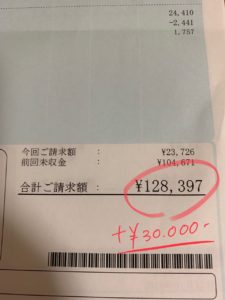 24,410
-2,441
1,757
今回ご請求額 : ¥23,726
前回未収金 : ¥104,671
合計ご請求額 : ¥128,397
+¥30.000-